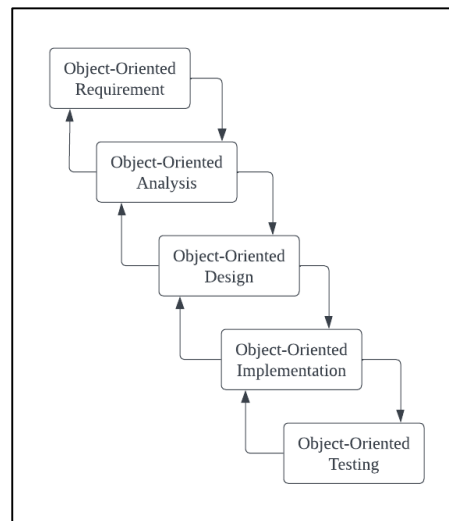 Object-Oriented
Requirement
Object-Oriented
Analysis
Object-Oriented
Design
Object-Oriented
Implementation
Object-Oriented
Testing